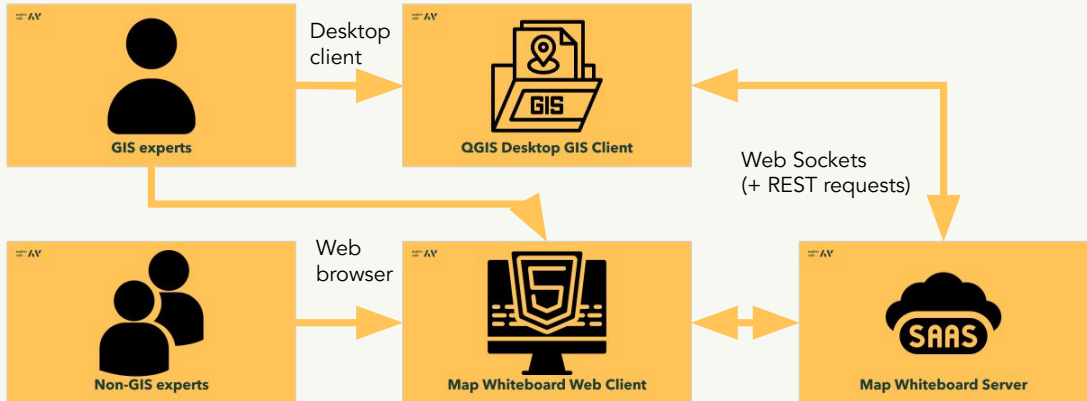 Desktop
client
GIS
GIS experts
QGIS Desktop GIS Client
Web Sockets
(+ REST requests)
Web
browser
5
SAAS
Non-GIS experts
Map Whiteboard Web Client
Map Whiteboard Server